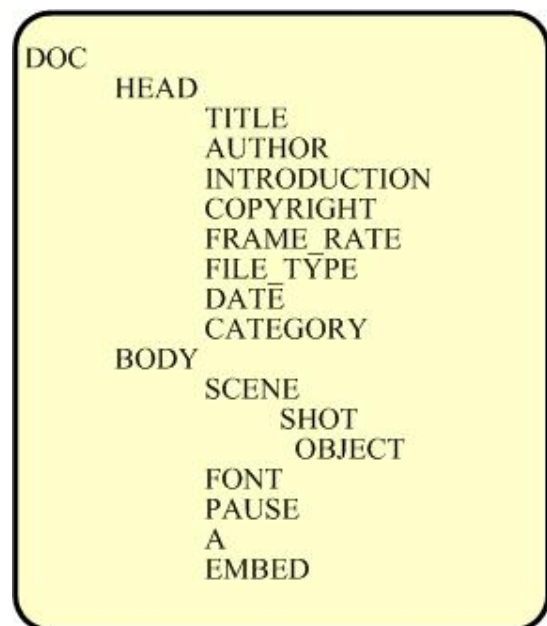 DOC
HEAD
TITLE
AUTHOR
INTRODUCTION
COPYRIGHT
FRAME_RATE
FILE_TYPE
DATE
CATEGORY
BODY
SCENE
SHOT
OBJECT
FONT
PAUSE
A
EMBED